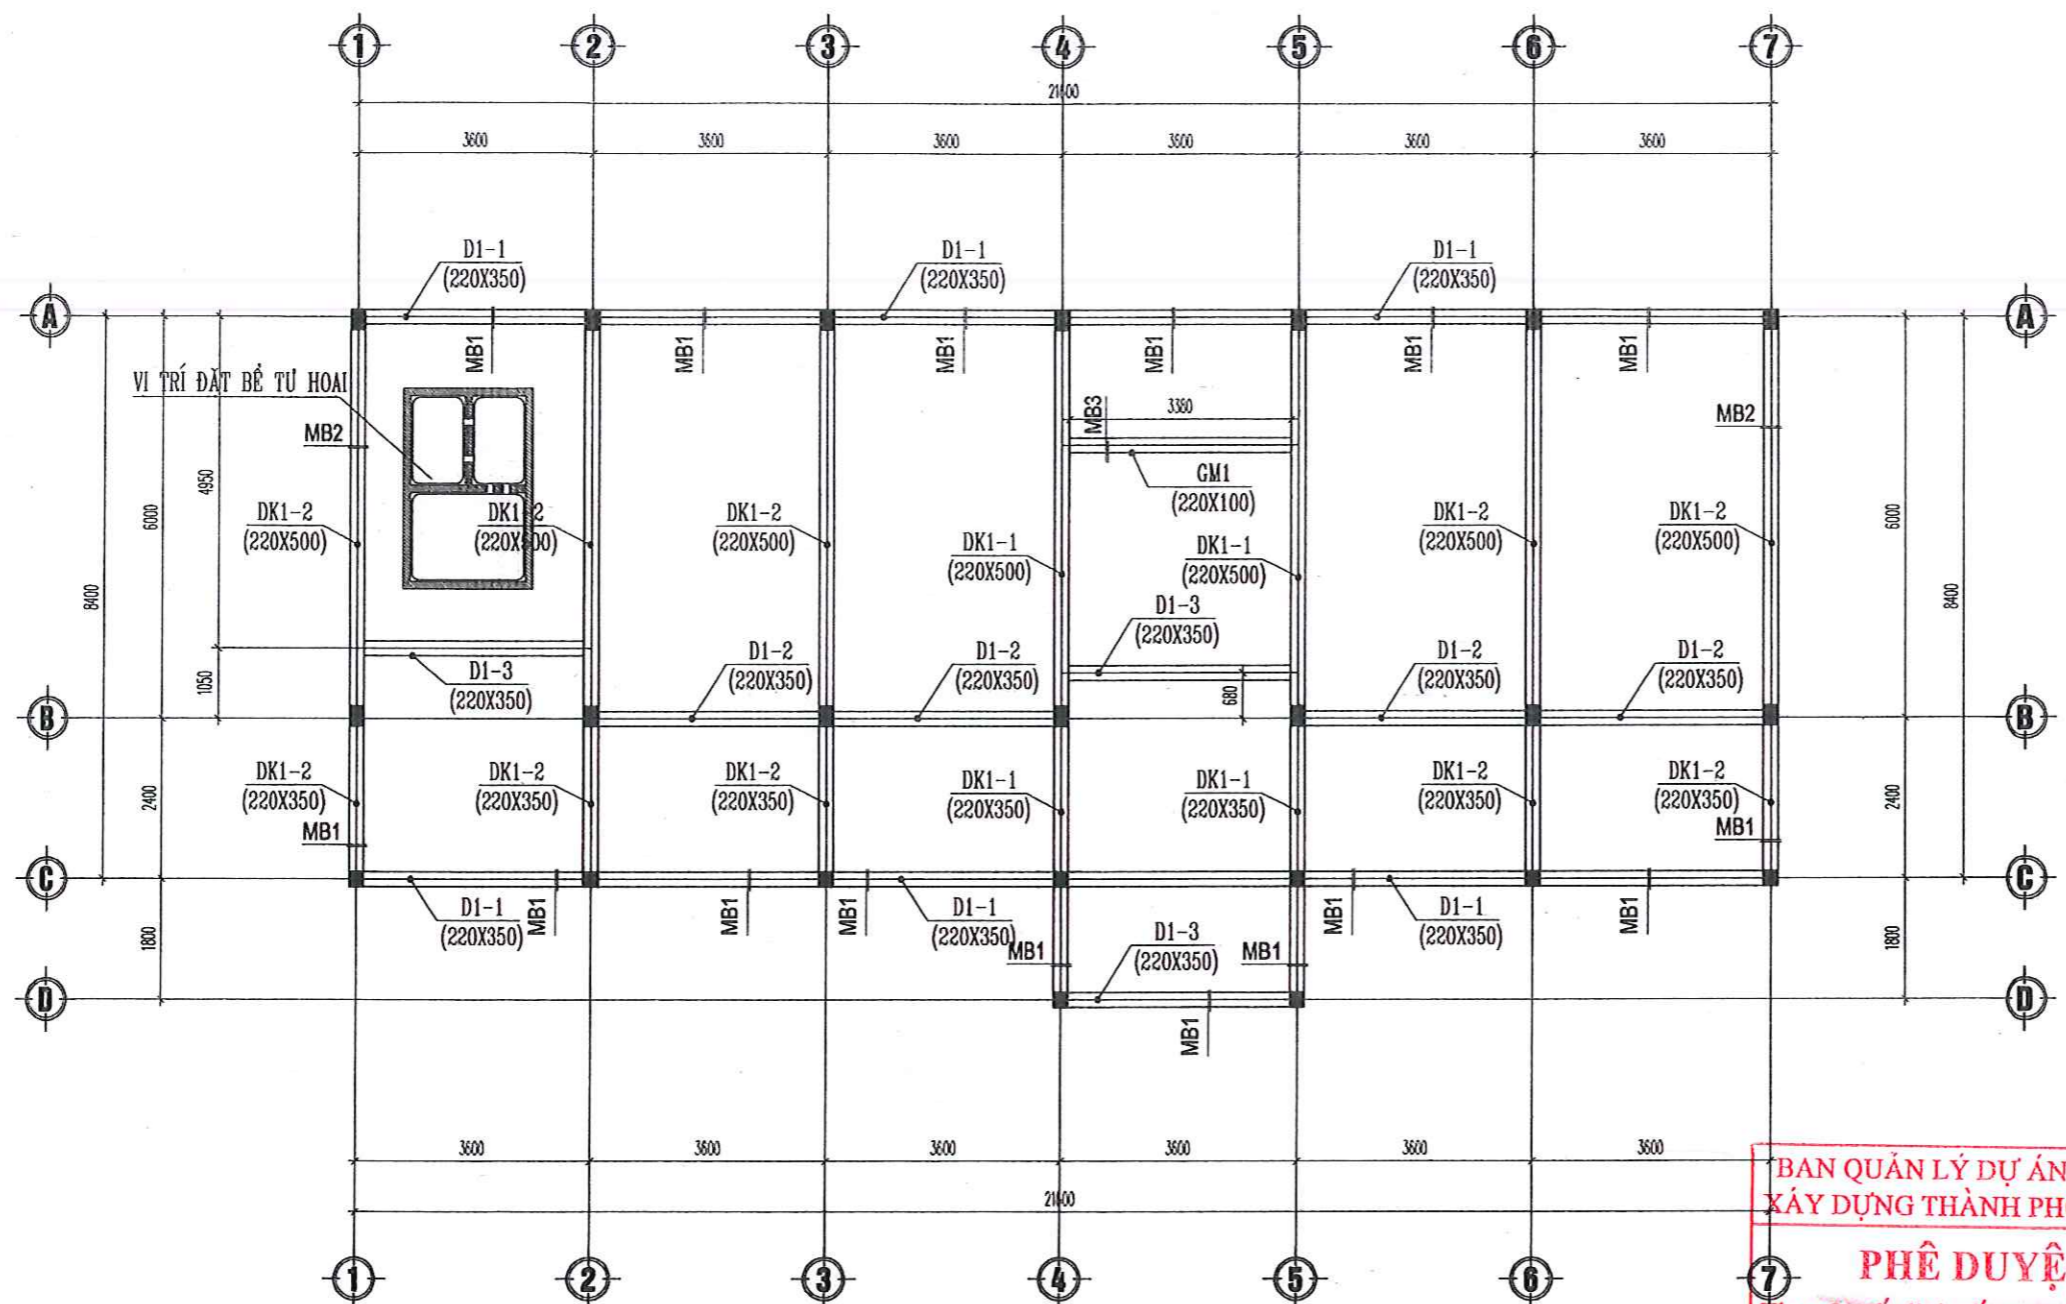 1 2 3 4 5 6 7
21600
3600 3600 3600 3600 3600 3600
D1-1 D1-1 D1-1
(220X350) (220X350) (220X350)
A A
MB1 MB1 MB1 MB1 MB1 MB1
VỊ TRÍ ĐẶT BỂ TỰ HOẠI
MB3 3380
MB2 MB2
GM1
(220X100)
4950 6000 6000
DK1-2 DK1-2 DK1-2 DK1-2 DK1-2
(220X500) (220X500) (220X500) (220X500) (220X500)
DK1-1 DK1-1
(220X500) (220X500)
8400 8400
D1-3
(220X350)
D1-2 D1-2 D1-2 D1-2
(220X350) (220X350) (220X350) (220X350)
D1-3
(220X350)
1050 680
B B
DK1-2 DK1-2 DK1-2 DK1-1 DK1-1 DK1-2 DK1-2
(220X350) (220X350) (220X350) (220X350) (220X350) (220X350) (220X350)
2400 2400
MB1 MB1
C C
D1-1 MB1 MB1 MB1 D1-1 MB1 D1-1 MB1
(220X350) (220X350) (220X350)
1800 1800
MB1 D1-3 MB1
(220X350)
D D
MB1
3600 3600 3600 3600 3600 3600
21600
1 2 3 4 5 6 7
BAN QUẢN LÝ DỰ ÁN
XÂY DỰNG THÀNH PH
PHÊ DUYỆ